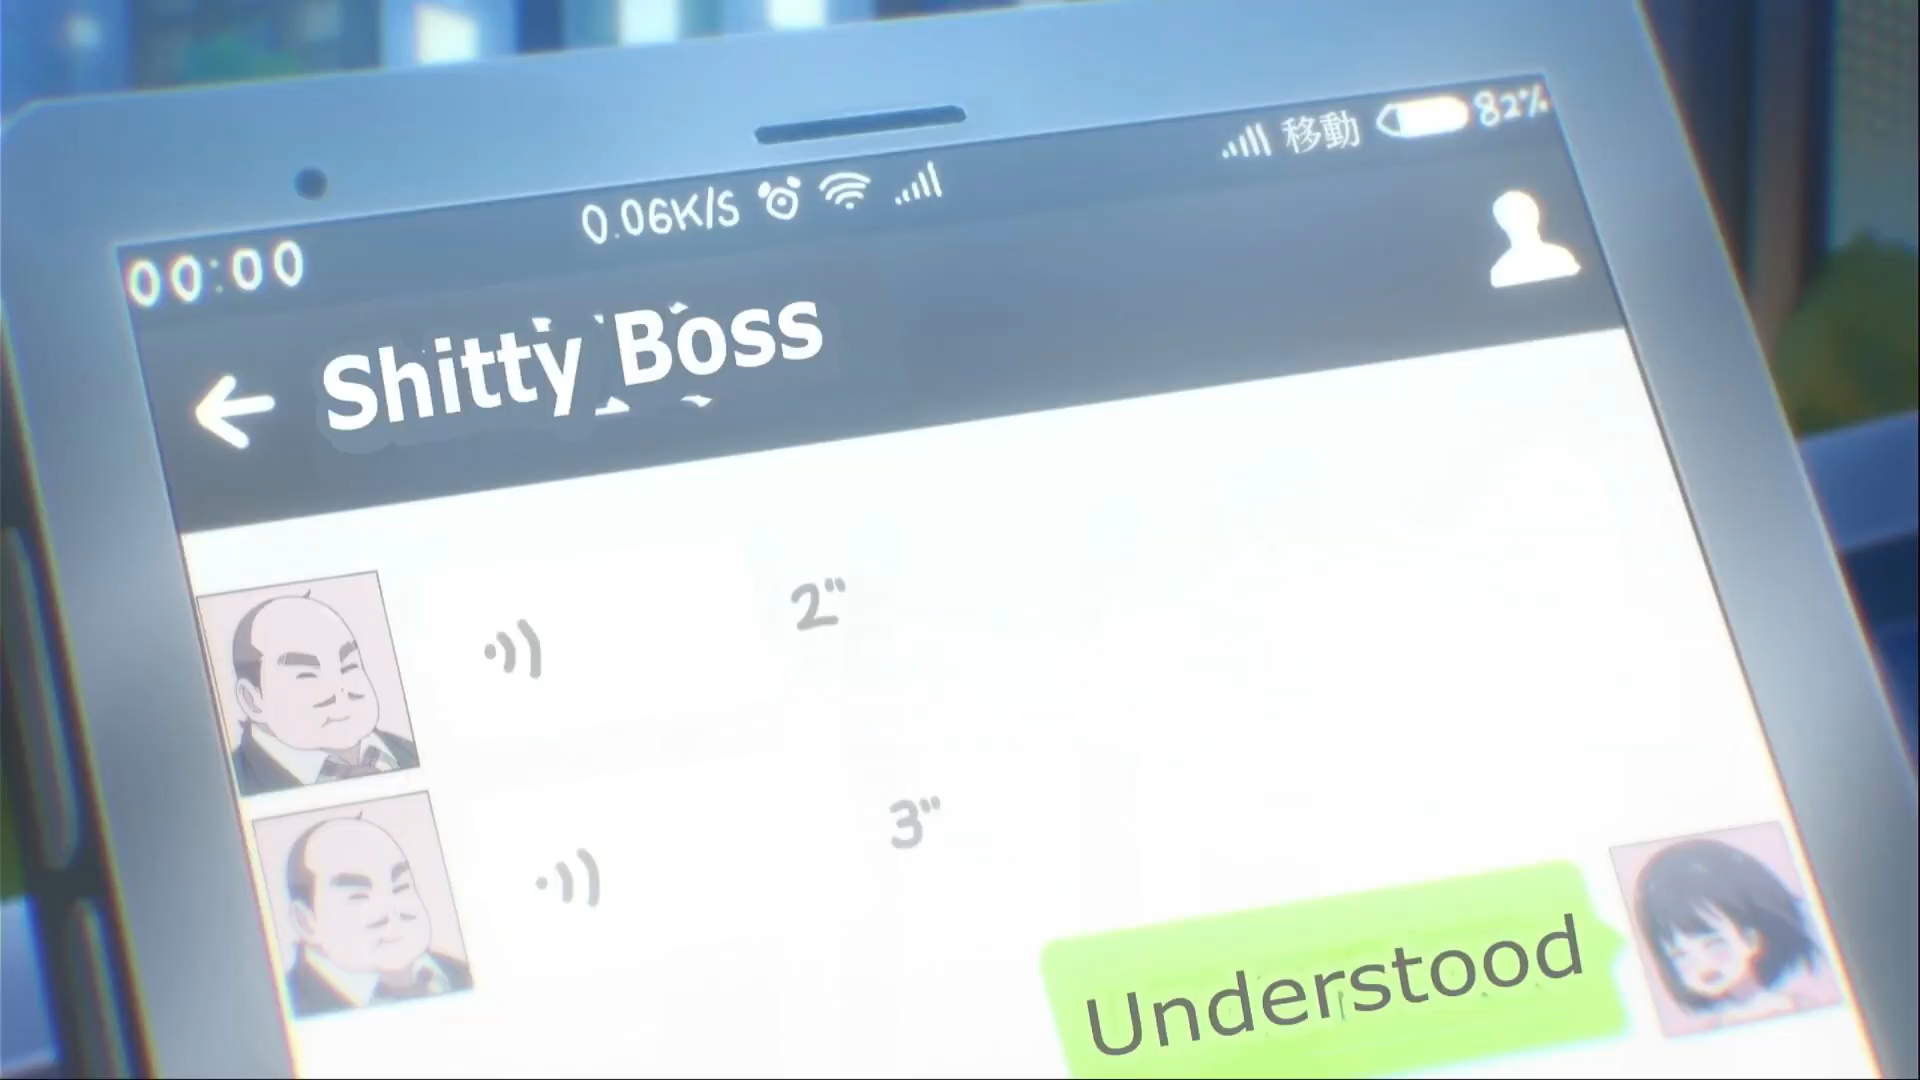 0.06K/S 移動 82%
00:00
Shitty Boss
2"
3"
Understood